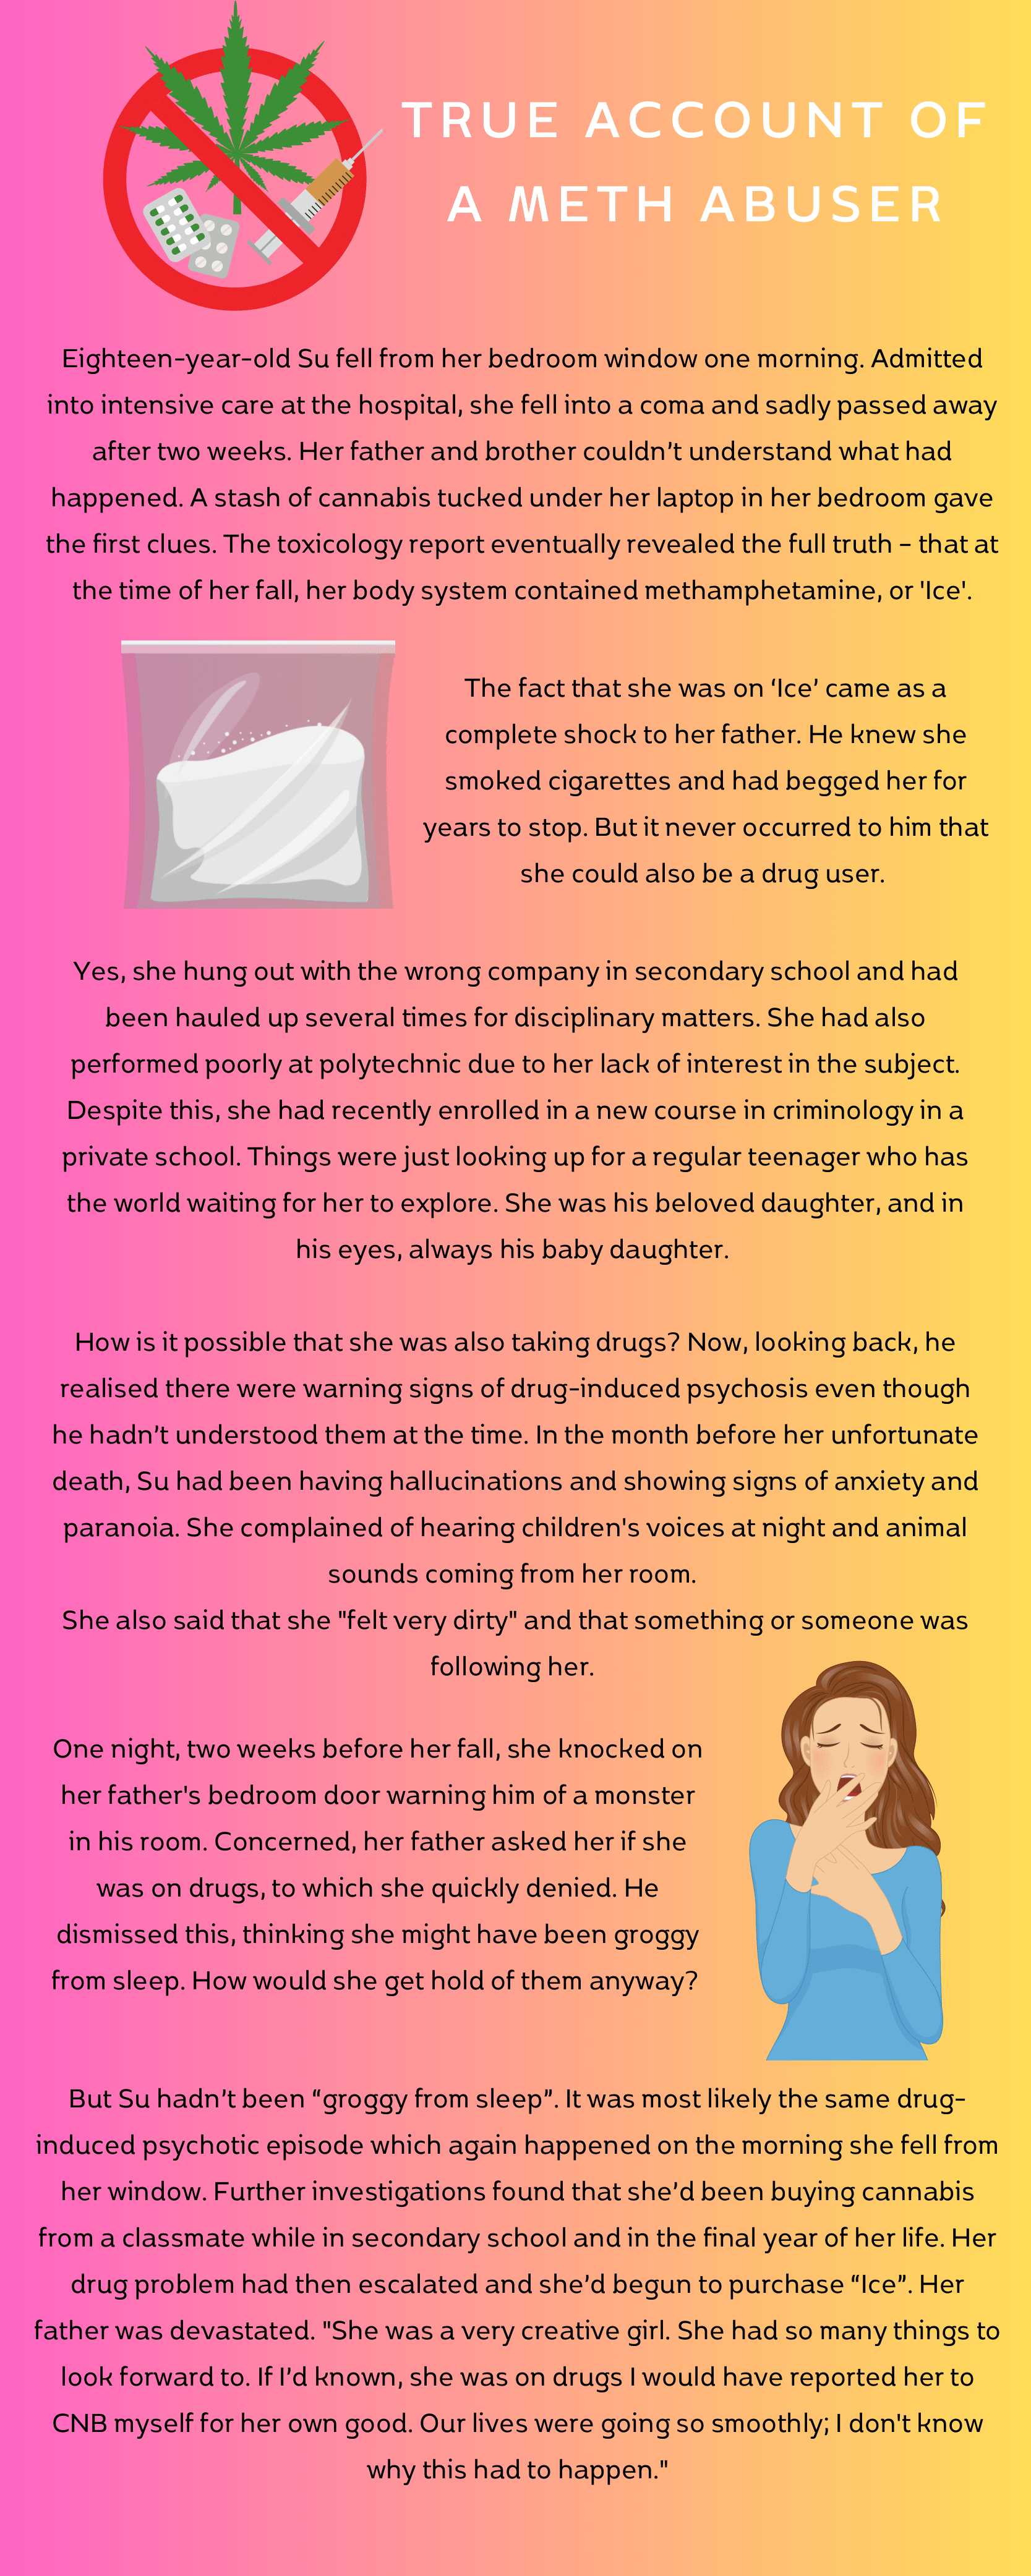 TRUE ACCOUNT OF
A METH ABUSER
Eighteen-year-old Su fell from her bedroom window one morning. Admitted
into intensive care at the hospital, she fell into a coma and sadly passed away
after two weeks. Her father and brother couldn’t understand what had
happened. A stash of cannabis tucked under her laptop in her bedroom gave
the first clues. The toxicology report eventually revealed the full truth – that at
the time of her fall, her body system contained methamphetamine, or 'Ice'.
The fact that she was on ‘Ice’ came as a
complete shock to her father. He knew she
smoked cigarettes and had begged her for
years to stop. But it never occurred to him that
she could also be a drug user.
Yes, she hung out with the wrong company in secondary school and had
been hauled up several times for disciplinary matters. She had also
performed poorly at polytechnic due to her lack of interest in the subject.
Despite this, she had recently enrolled in a new course in criminology in a
private school. Things were just looking up for a regular teenager who has
the world waiting for her to explore. She was his beloved daughter, and in
his eyes, always his baby daughter.
How is it possible that she was also taking drugs? Now, looking back, he
realised there were warning signs of drug-induced psychosis even though
he hadn’t understood them at the time. In the month before her unfortunate
death, Su had been having hallucinations and showing signs of anxiety and
paranoia. She complained of hearing children's voices at night and animal
sounds coming from her room.
She also said that she "felt very dirty" and that something or someone was
following her.
One night, two weeks before her fall, she knocked on
her father's bedroom door warning him of a monster
in his room. Concerned, her father asked her if she
was on drugs, to which she quickly denied. He
dismissed this, thinking she might have been groggy
from sleep. How would she get hold of them anyway?
But Su hadn’t been “groggy from sleep”. It was most likely the same drug-
induced psychotic episode which again happened on the morning she fell from
her window. Further investigations found that she’d been buying cannabis
from a classmate while in secondary school and in the final year of her life. Her
drug problem had then escalated and she’d begun to purchase “Ice”. Her
father was devastated. "She was a very creative girl. She had so many things to
look forward to. If I’d known, she was on drugs I would have reported her to
CNB myself for her own good. Our lives were going so smoothly; I don't know
why this had to happen."